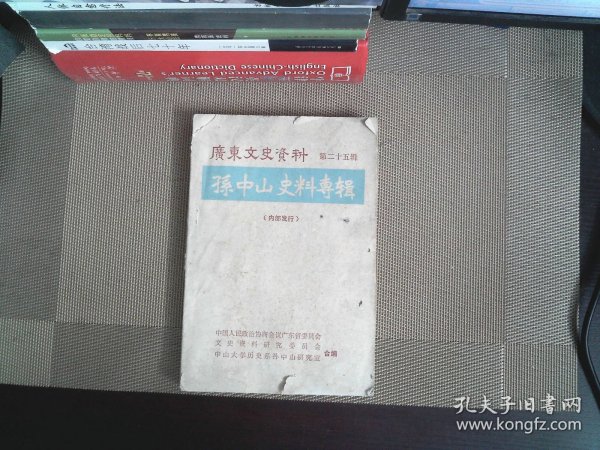 Oxford Advanced Learner's
English-Chinese Dictionary
廣東文史資料 第二十五辑
孫中山史料專辑
(内部发行)
中国人民政治协商会议广东省委员会
文史资料研究委员会
中山大学历史系孙中山研究室
合編
孔夫子旧书网
www.kongfz.com